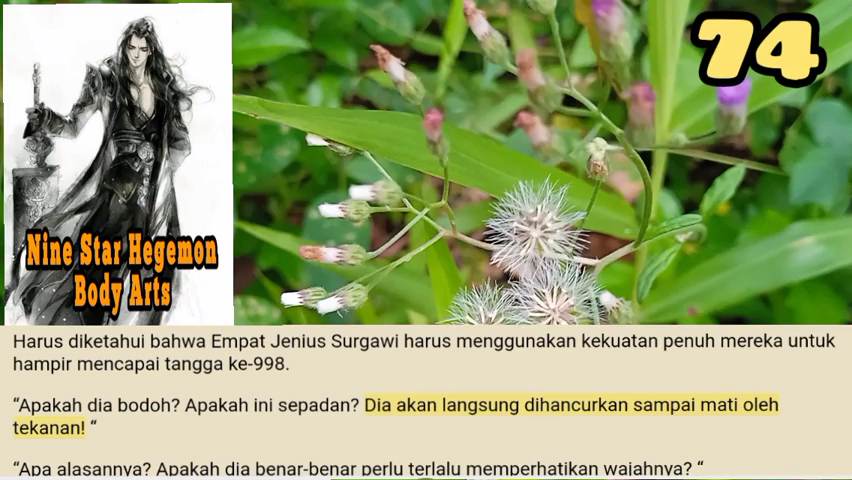 74
Nine Star Hegemon
Body Arts
Harus diketahui bahwa Empat Jenius Surgawi harus menggunakan kekuatan penuh mereka untuk
hampir mencapai tangga ke-998.
“Apakah dia bodoh? Apakah ini sepadan? Dia akan langsung dihancurkan sampai mati oleh
tekanan! “
“Apa alasannya? Apakah dia benar-benar perlu terlalu memperhatikan wajahnya? “